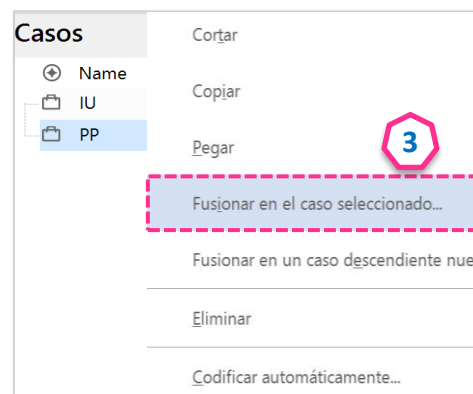 Casos
Name
IU
PP
Cortar
Copiar
Pegar
3
Fusionar en el caso seleccionado...
Fusionar en un caso descendiente
Eliminar
Codificar automáticamente...